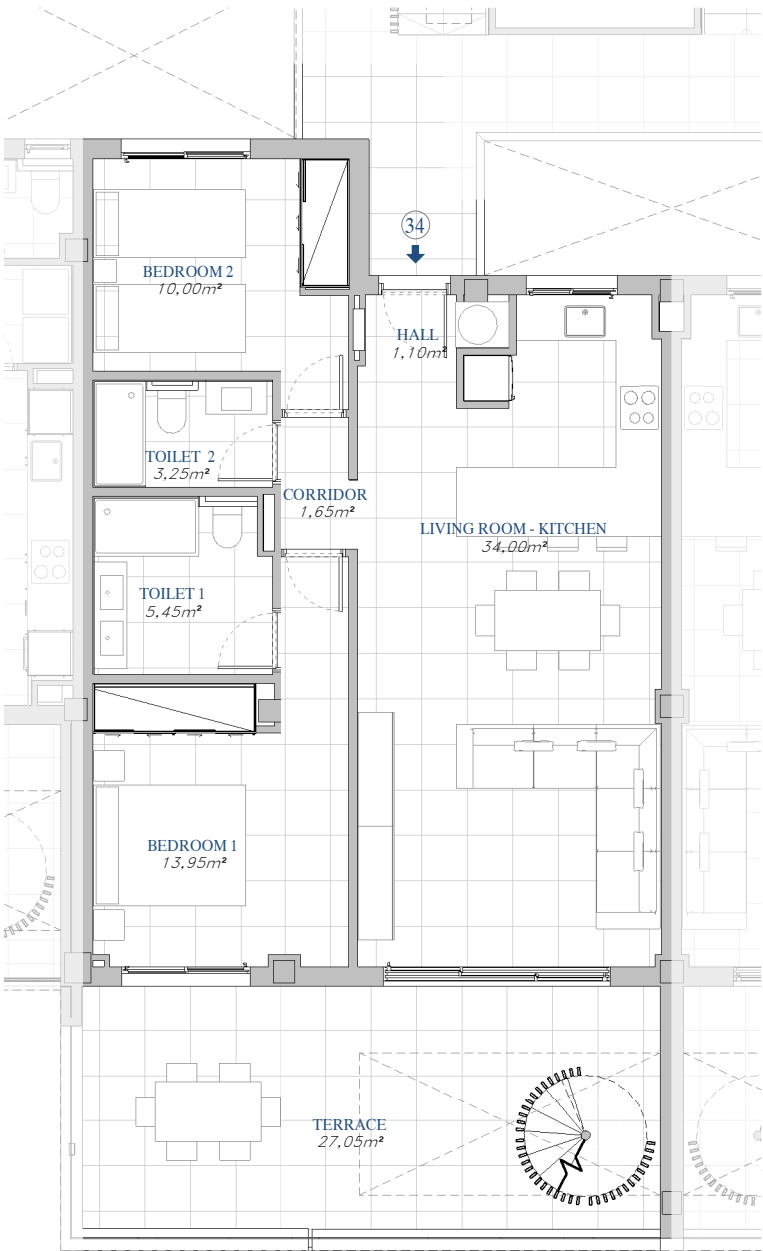 34
BEDROOM 2
10,00m²
HALL
1,10m²
TOILET 2
3,25m²
CORRIDOR
1,65m²
LIVING ROOM - KITCHEN
34,00m²
TOILET 1
5,45m²
BEDROOM 1
13,95m²
TERRACE
27,05m²